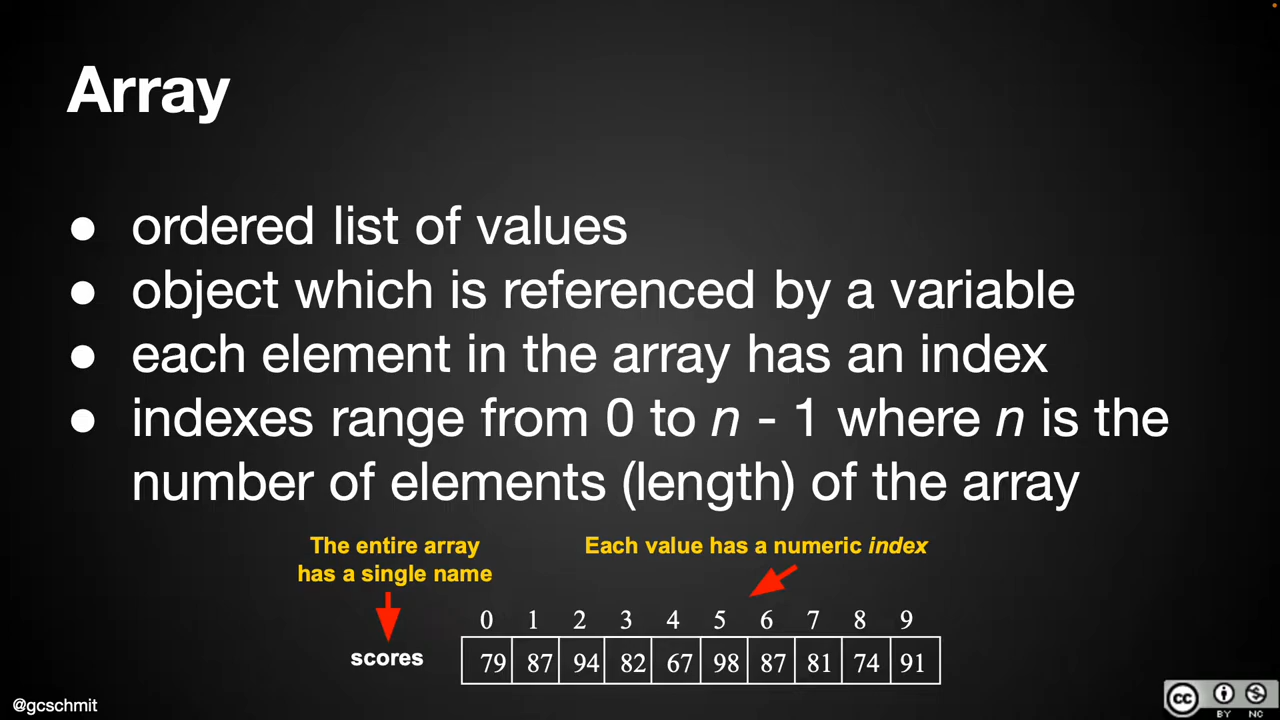 Array
● ordered list of values
● object which is referenced by a variable
● each element in the array has an index
● indexes range from 0 to n - 1 where n is the
number of elements (length) of the array
The entire array
has a single name
Each value has a numeric index
0 1 2 3 4 5 6 7 8 9
scores
79 87 94 82 67 98 87 81 74 91
@gcschmit
cc
BY NC